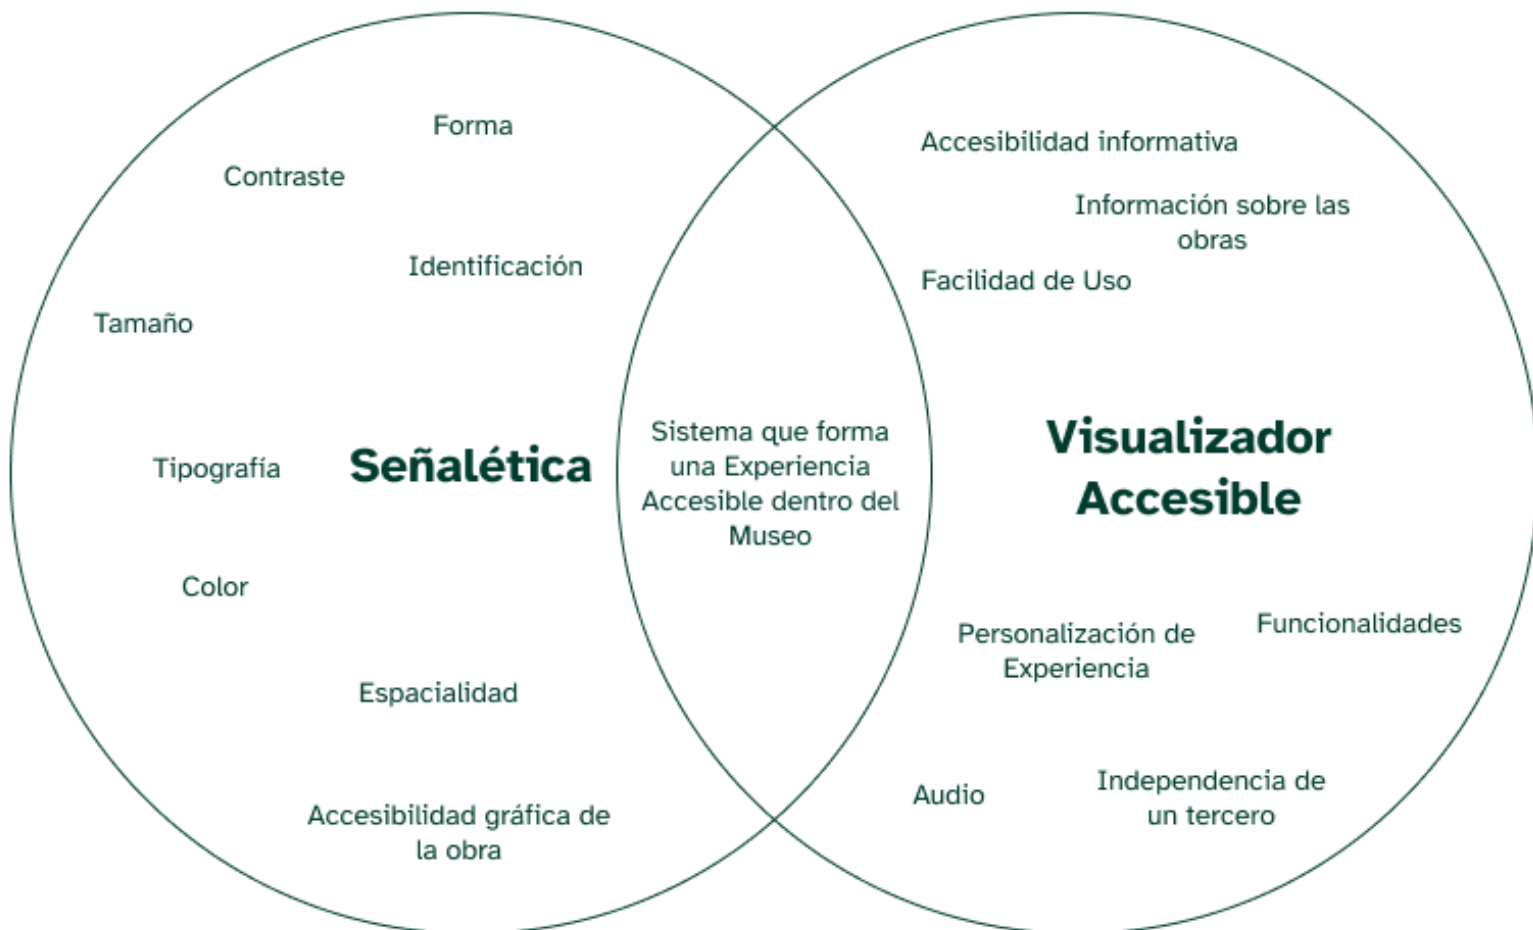 Forma
Contraste
Identificación
Tamaño
Tipografía
Señalética
Color
Espacialidad
Accesibilidad gráfica de
la obra
Sistema que forma
una Experiencia
Accesible dentro del
Museo
Accesibilidad informativa
Información sobre las
obras
Facilidad de Uso
Visualizador
Accesible
Personalización de
Experiencia
Funcionalidades
Audio
Independencia de
un tercero